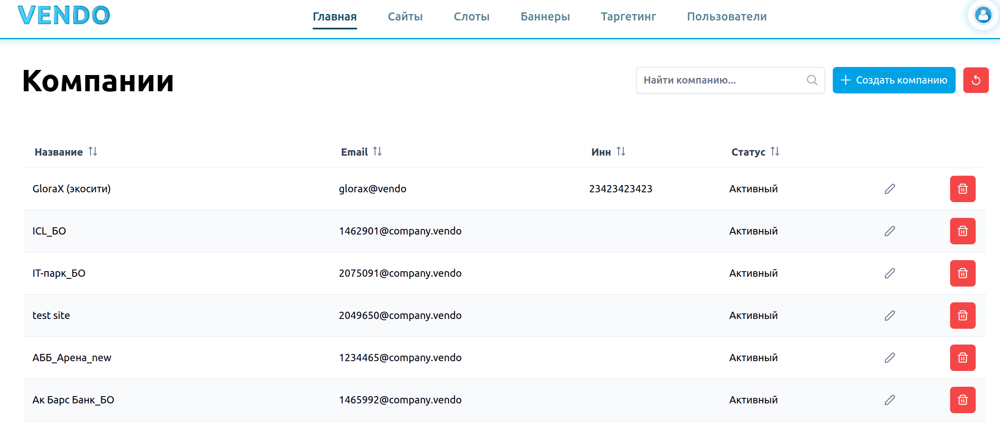 VENDO
Главная Сайты Слоты Баннеры Таргетинг Пользователи
Компании
Найти компанию...
Создать компанию
Название Email Инн Статус
GloraX (экосити) glorax@vendo 23423423423 Активный
ICL_БО 1462901@company.vendo Активный
IT-парк_БО 2075091@company.vendo Активный
test site 2049650@company.vendo Активный
АББ_Арена_new 1234465@company.vendo Активный
Ак Барс Банк_БО 1465992@company.vendo Активный